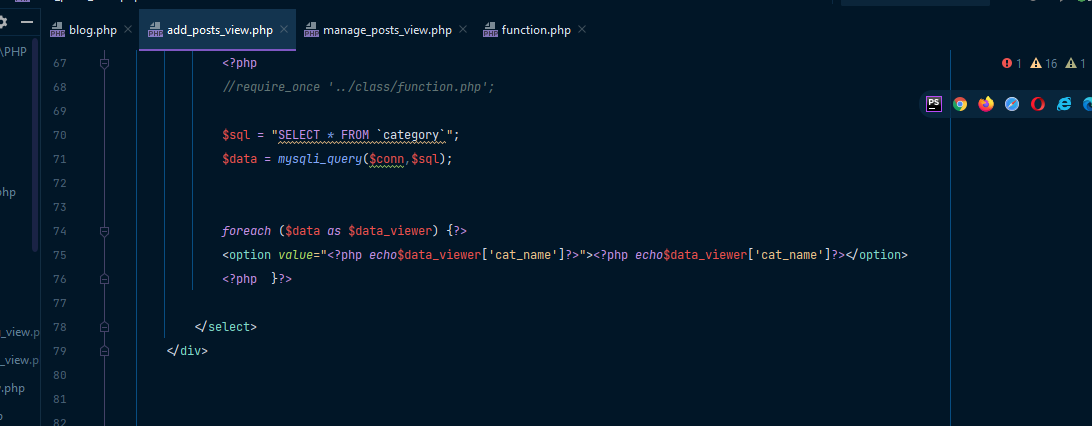 \PHP
php
_view.p
_view.p
.php
p
blog.php × add_posts_view.php × manage_posts_view.php × function.php ×
1 16 1
67 <?php
68 //require_once '../class/function.php';
69
70 $sql = "SELECT * FROM `category`";
71 $data = mysqli_query($conn,$sql);
72
73
74 foreach ($data as $data_viewer) {?>
75 <option value="<?php echo$data_viewer['cat_name']?>"><?php echo$data_viewer['cat_name']?></option>
76 <?php  }?>
77
78 </select>
79 </div>
80
81
82